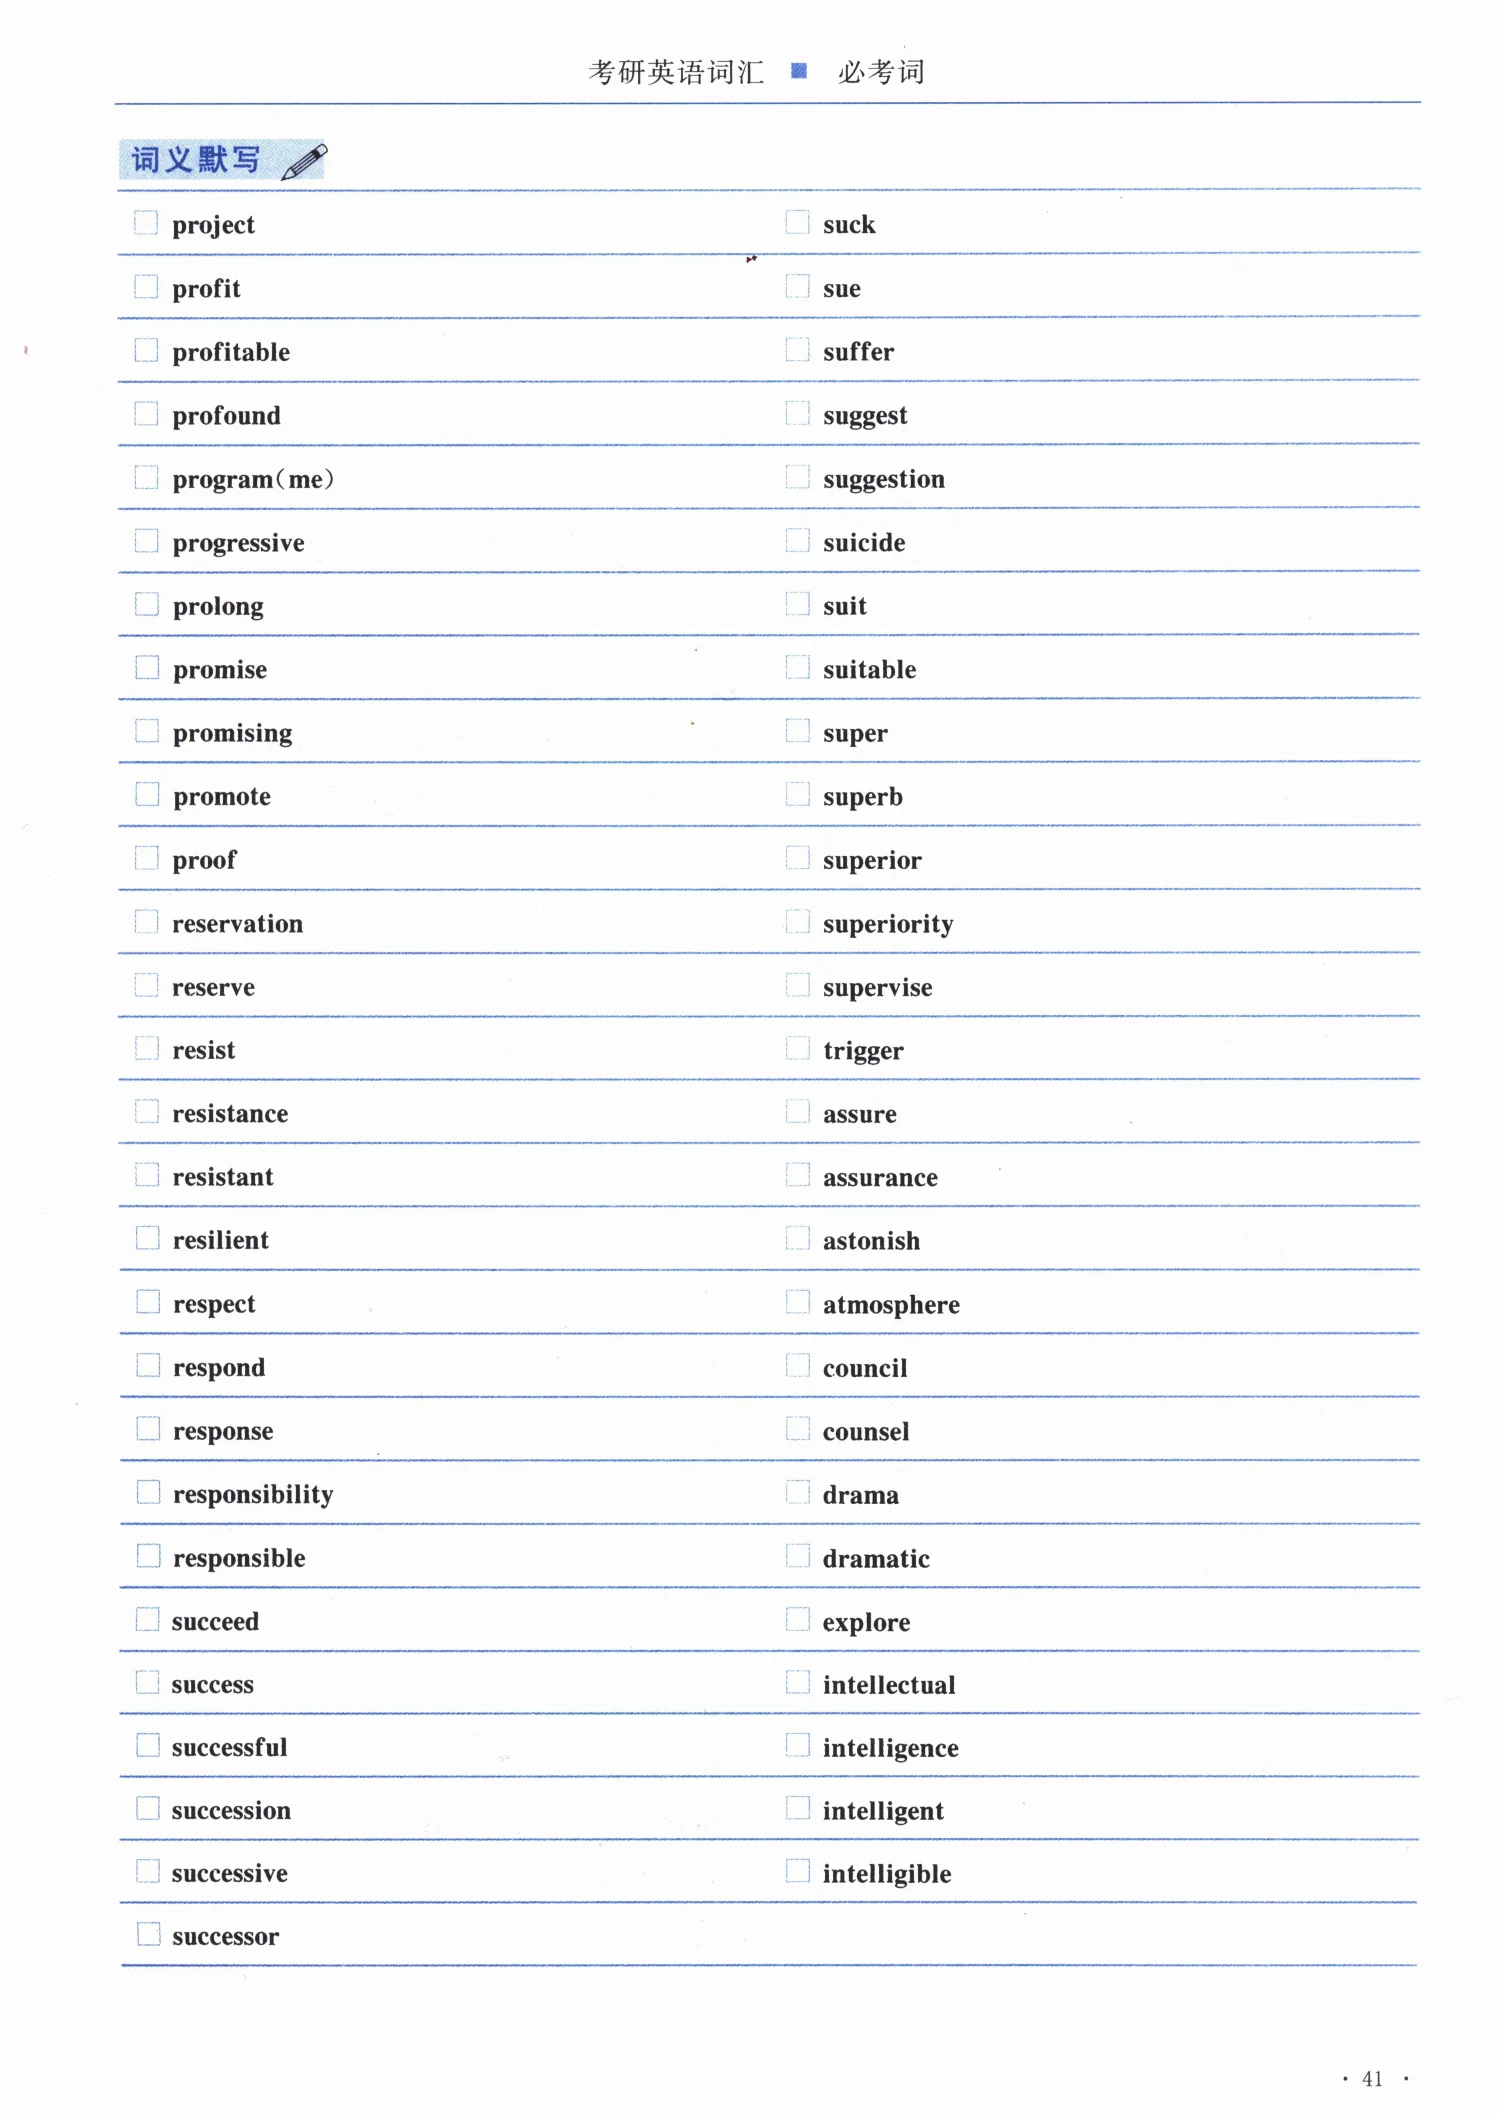 考研英语词汇 ■ 必考词
词义默写
project
profit
profitable
profound
program(me)
progressive
prolong
promise
promising
promote
proof
reservation
reserve
resist
resistance
resistant
resilient
respect
respond
response
responsibility
responsible
succeed
success
successful
succession
successive
successor
suck
sue
suffer
suggest
suggestion
suicide
suit
suitable
super
superb
superior
superiority
supervise
trigger
assure
assurance
astonish
atmosphere
council
counsel
drama
dramatic
explore
intellectual
intelligence
intelligent
intelligible
· 41 ·